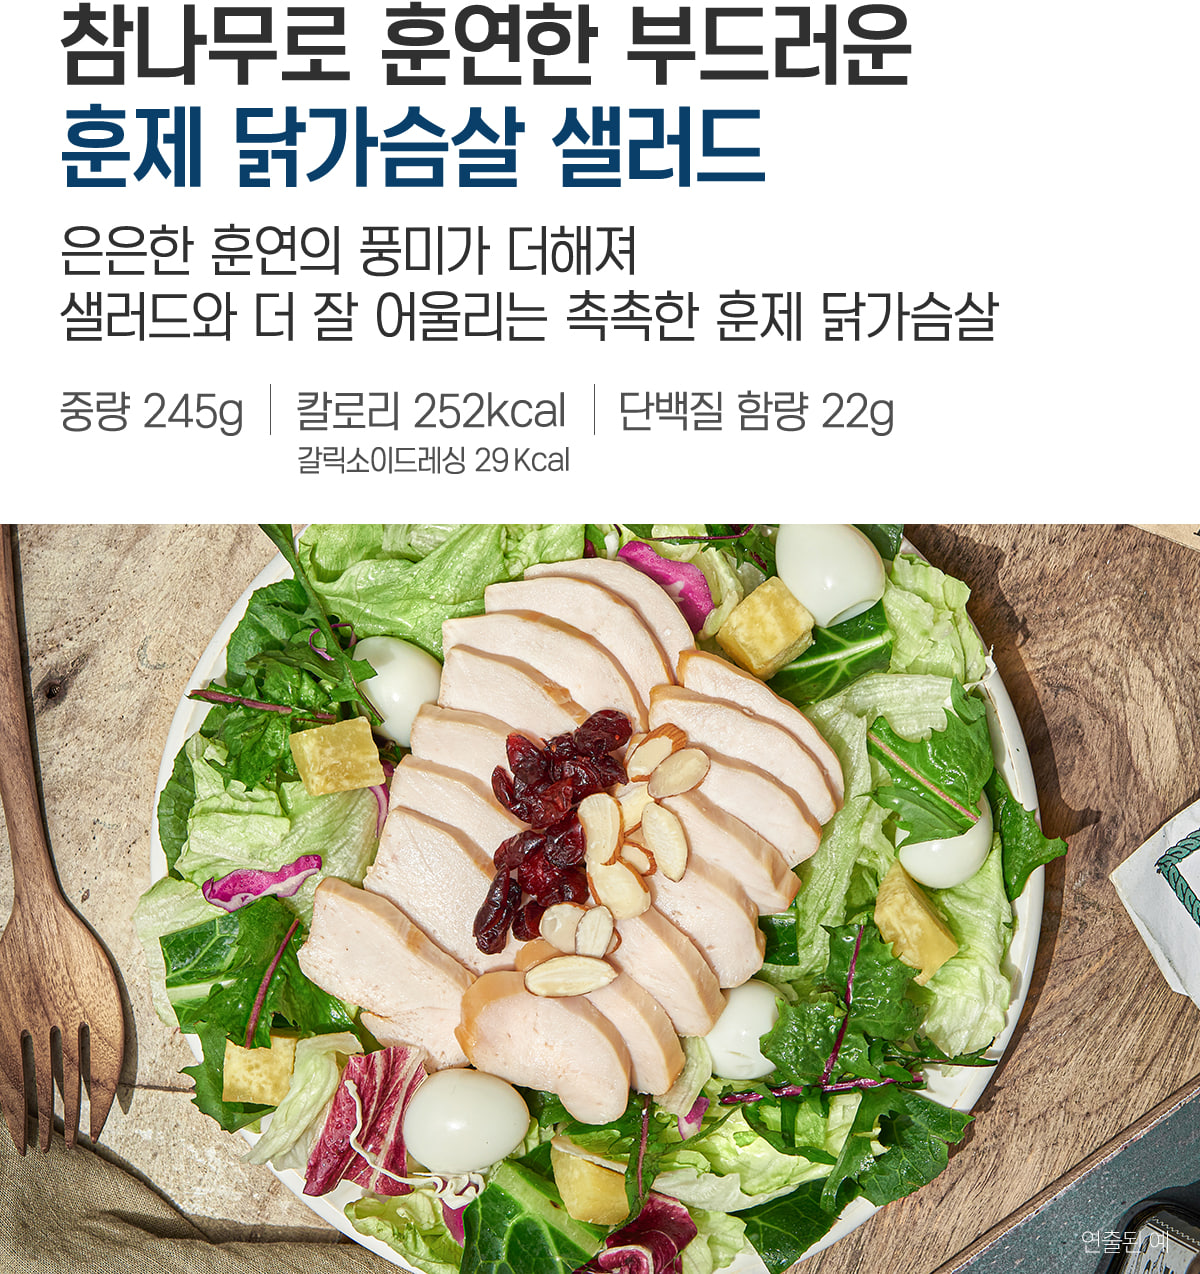 참나무로 훈연한 부드러운
훈제 닭가슴살 샐러드
은은한 훈연의 풍미가 더해져
샐러드와 더 잘 어울리는 촉촉한 훈제 닭가슴살
중량 245g | 칼로리 252kcal | 단백질 함량 22g
갈릭소이드레싱 29Kcal
연출된 예